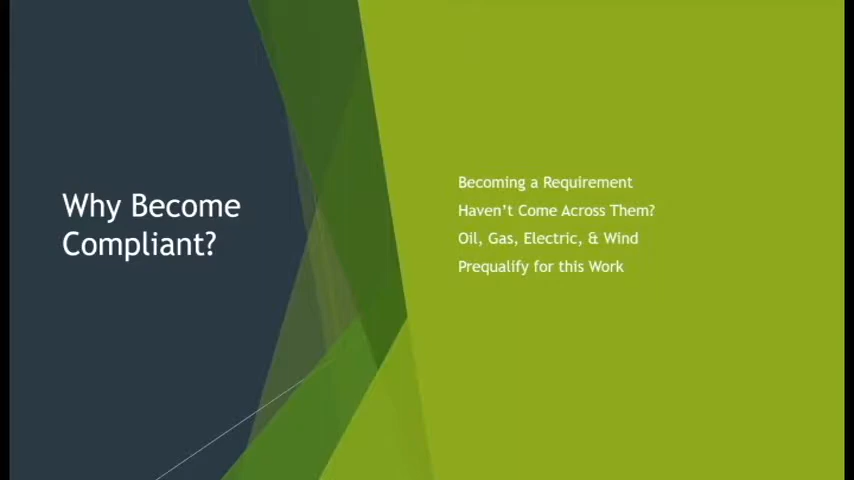 Why Become
Compliant?
Becoming a Requirement
Haven't Come Across Them?
Oil, Gas, Electric, & Wind
Prequalify for this Work